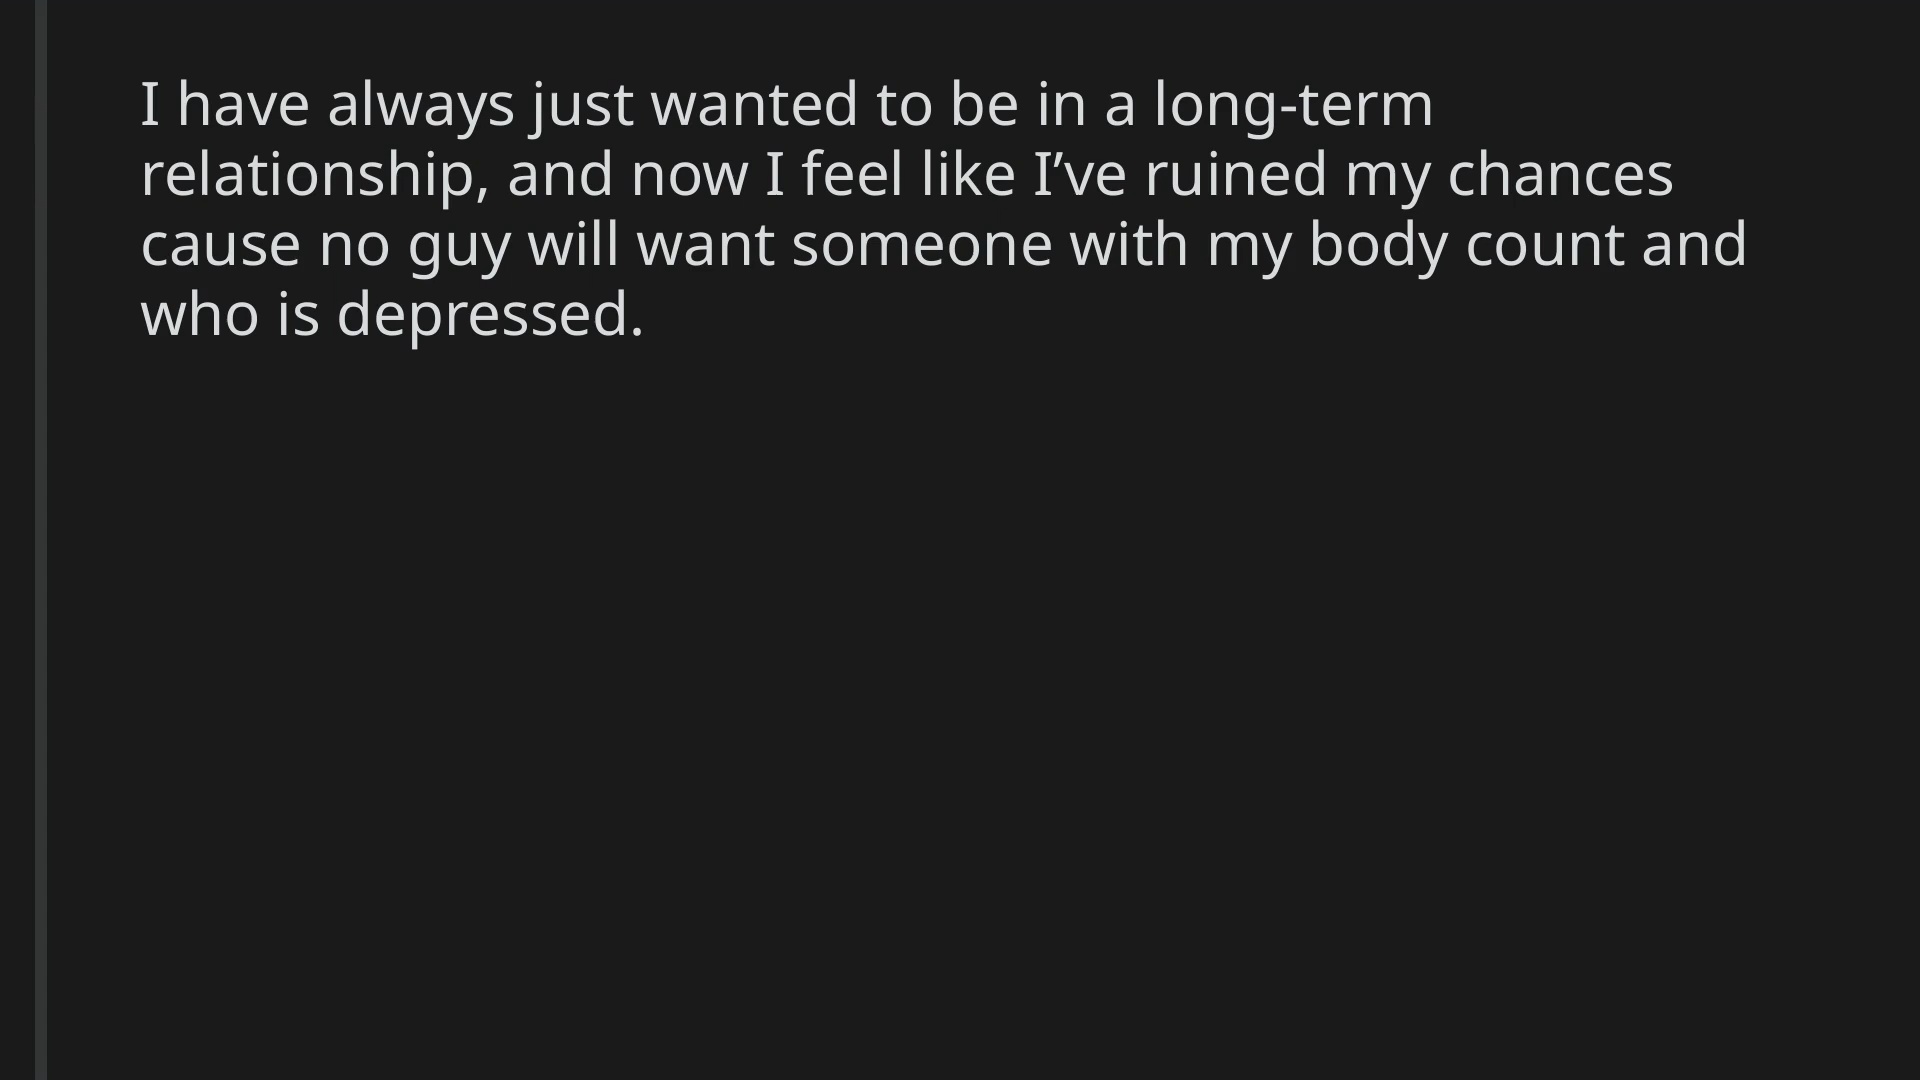 I have always just wanted to be in a long-term
relationship, and now I feel like I’ve ruined my chances
cause no guy will want someone with my body count and
who is depressed.